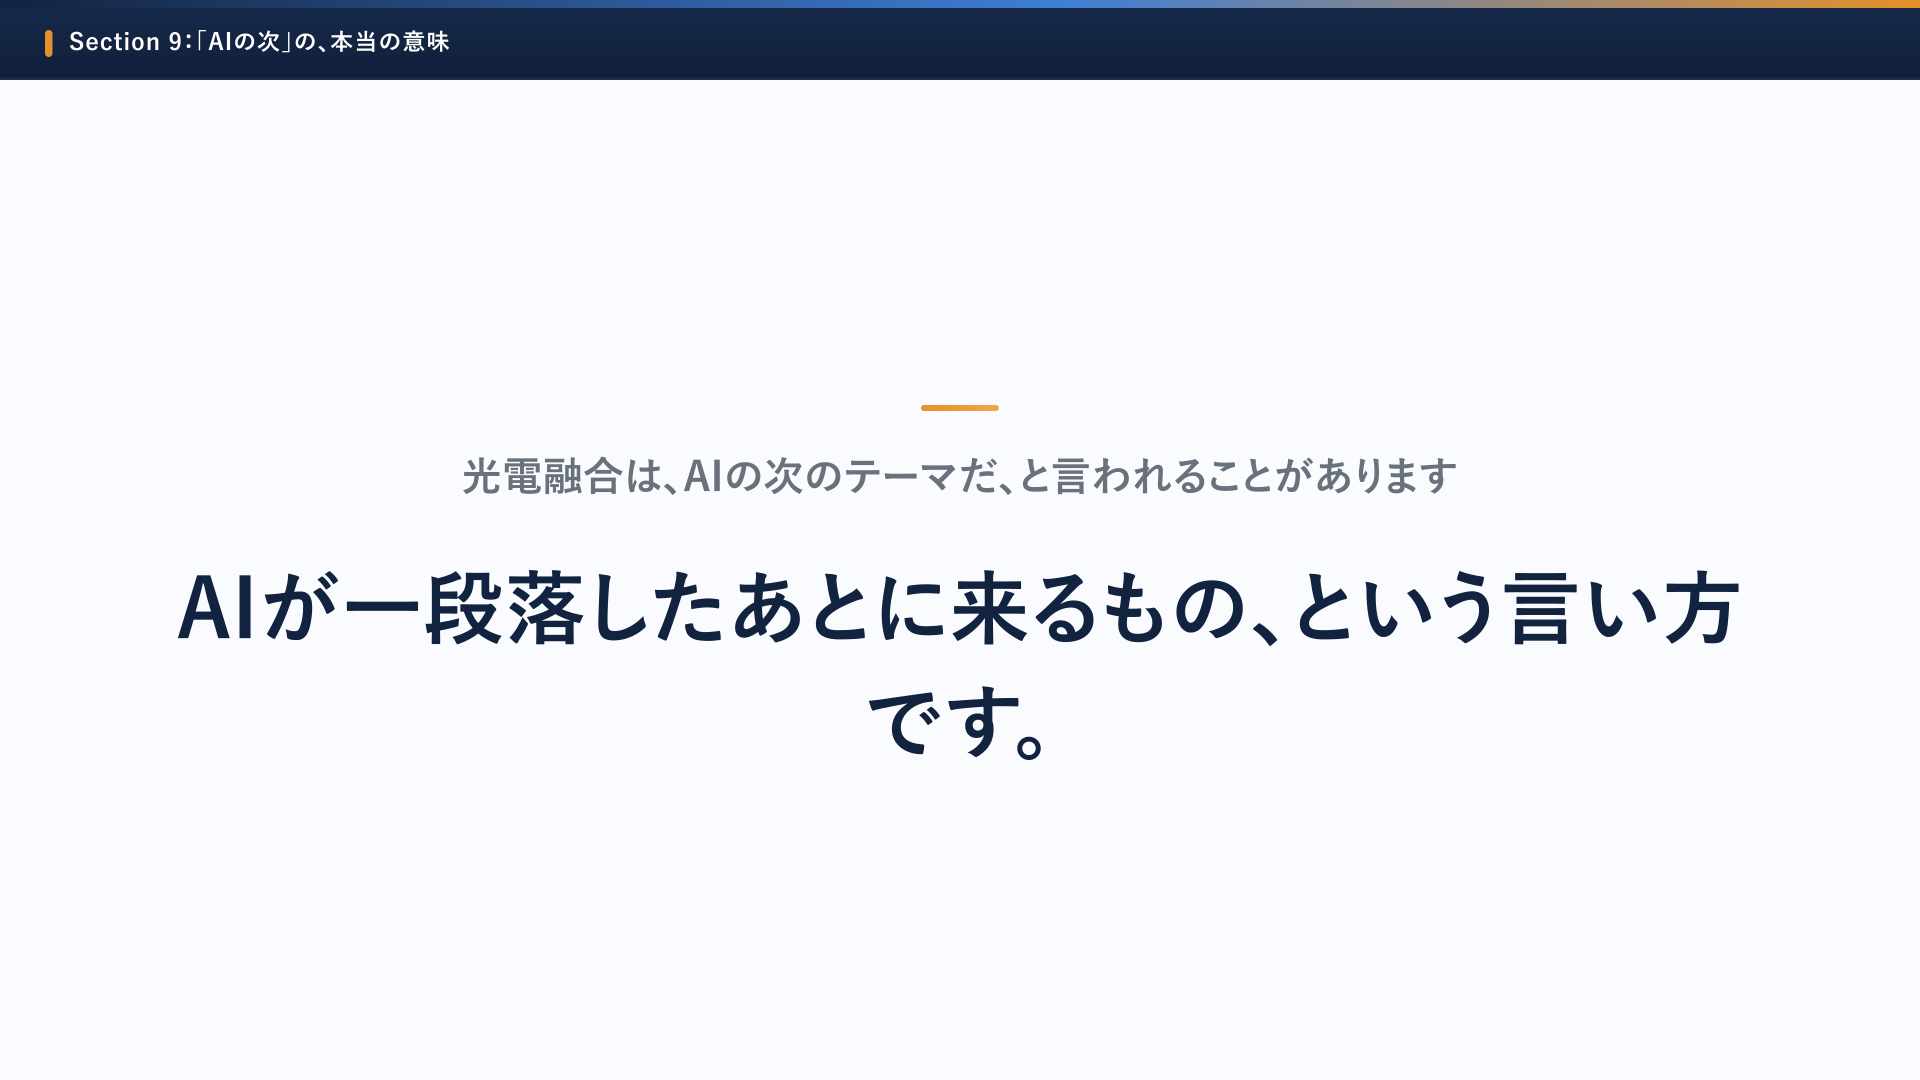 Section 9：「AIの次」の、本当の意味
光電融合は、AIの次のテーマだ、と言われることがあります
AIが一段落したあとに来るもの、という言い方
です。